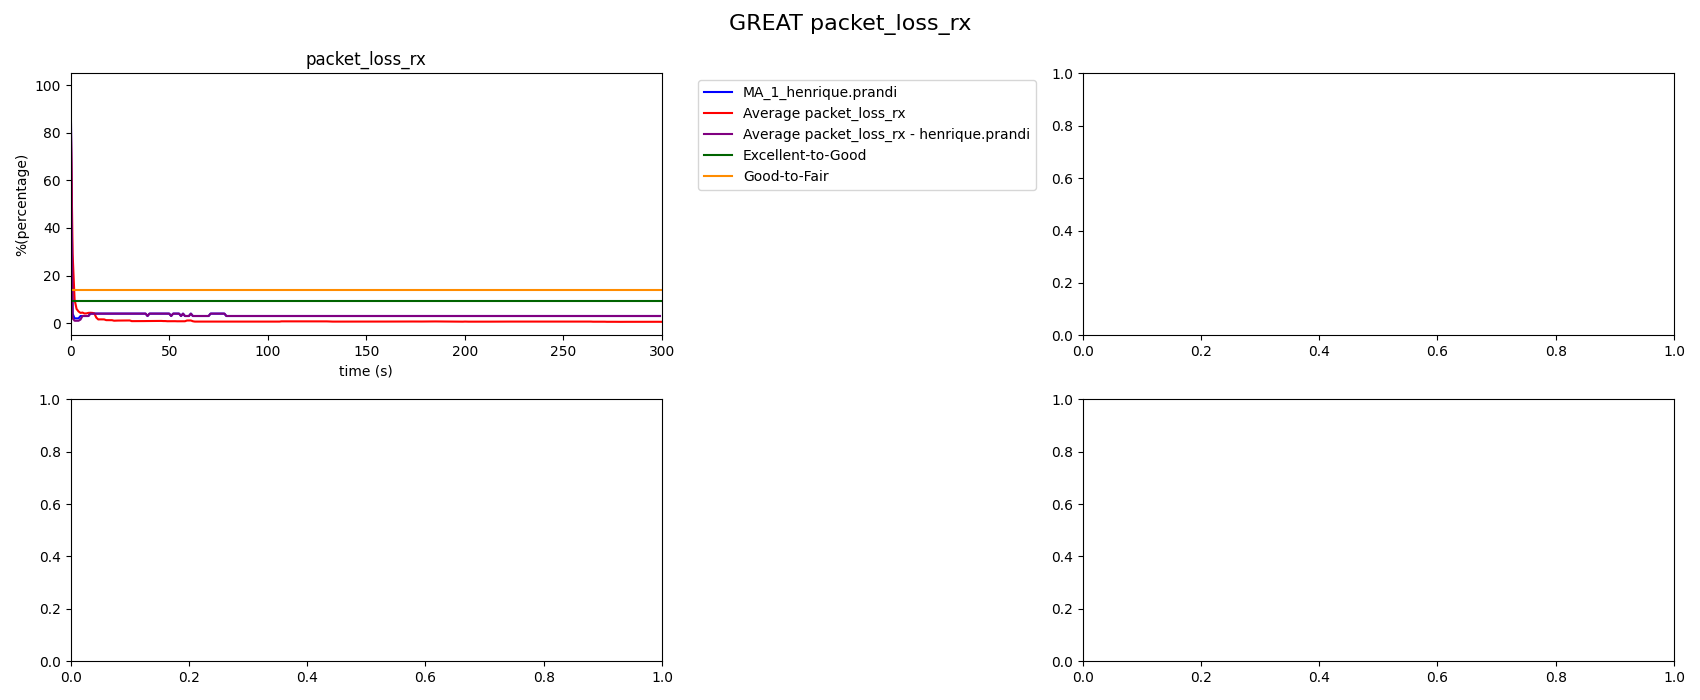 GREAT packet_loss_rx
packet_loss_rx
100
80
60
40
20
0
%(percentage)
0 50 100 150 200 250 300
time (s)
MA_1_henrique.prandi
Average packet_loss_rx
Average packet_loss_rx - henrique.prandi
Excellent-to-Good
Good-to-Fair
1.0
0.8
0.6
0.4
0.2
0.0
0.0 0.2 0.4 0.6 0.8 1.0
1.0
0.8
0.6
0.4
0.2
0.0
0.0 0.2 0.4 0.6 0.8 1.0
1.0
0.8
0.6
0.4
0.2
0.0
0.0 0.2 0.4 0.6 0.8 1.0